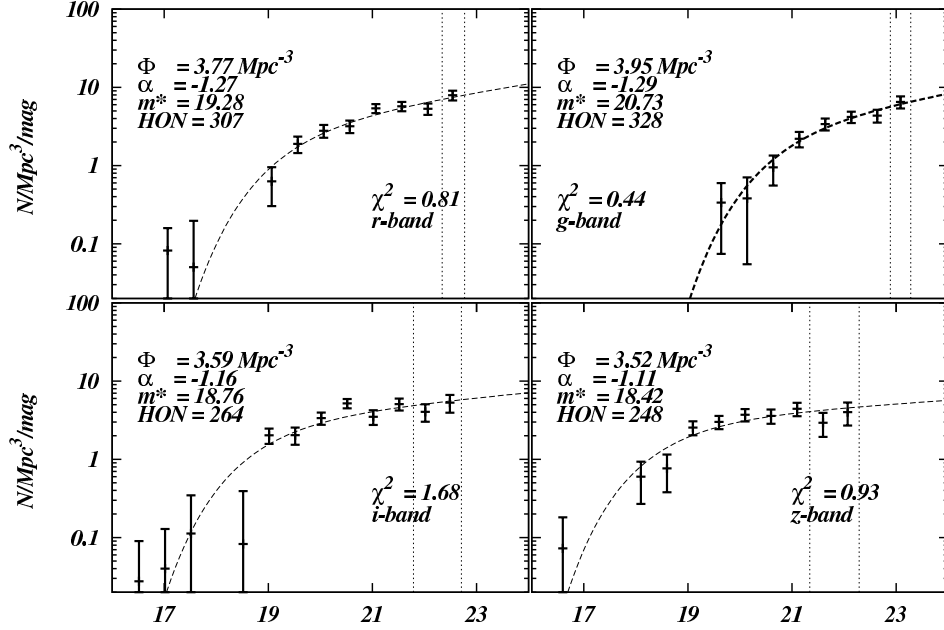 100
10
1
0.1
N/Mpc³/mag
Φ = 3.77 Mpc⁻³
α = -1.27
m* = 19.28
HON = 307
χ² = 0.81
r-band
Φ = 3.95 Mpc⁻³
α = -1.29
m* = 20.73
HON = 328
χ² = 0.44
g-band
100
10
1
0.1
N/Mpc³/mag
Φ = 3.59 Mpc⁻³
α = -1.16
m* = 18.76
HON = 264
χ² = 1.68
i-band
Φ = 3.52 Mpc⁻³
α = -1.11
m* = 18.42
HON = 248
χ² = 0.93
z-band
17 19 21 23
17 19 21 23